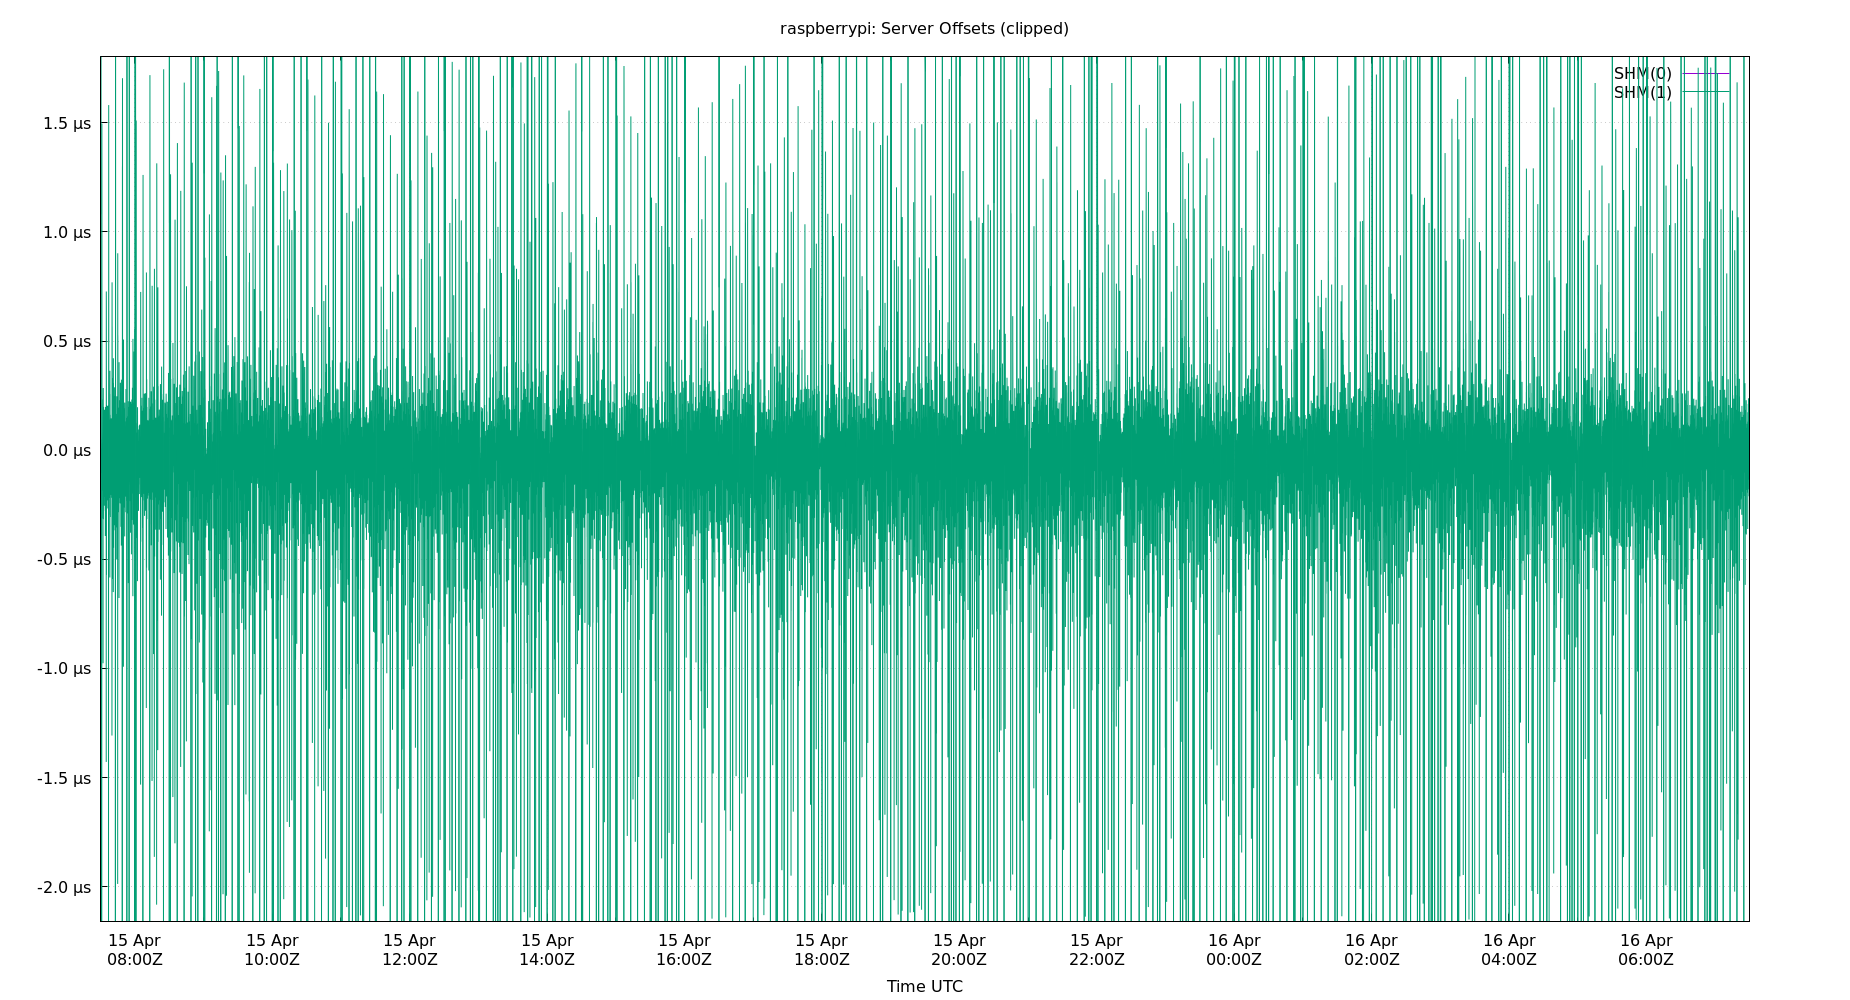 raspberrypi: Server Offsets (clipped)
SHM(0)
SHM(1)
1.5 µs
1.0 µs
0.5 µs
0.0 µs
-0.5 µs
-1.0 µs
-1.5 µs
-2.0 µs
15 Apr 15 Apr 15 Apr 15 Apr 15 Apr 15 Apr 15 Apr 15 Apr 16 Apr 16 Apr 16 Apr 16 Apr
08:00Z 10:00Z 12:00Z 14:00Z 16:00Z 18:00Z 20:00Z 22:00Z 00:00Z 02:00Z 04:00Z 06:00Z
Time UTC